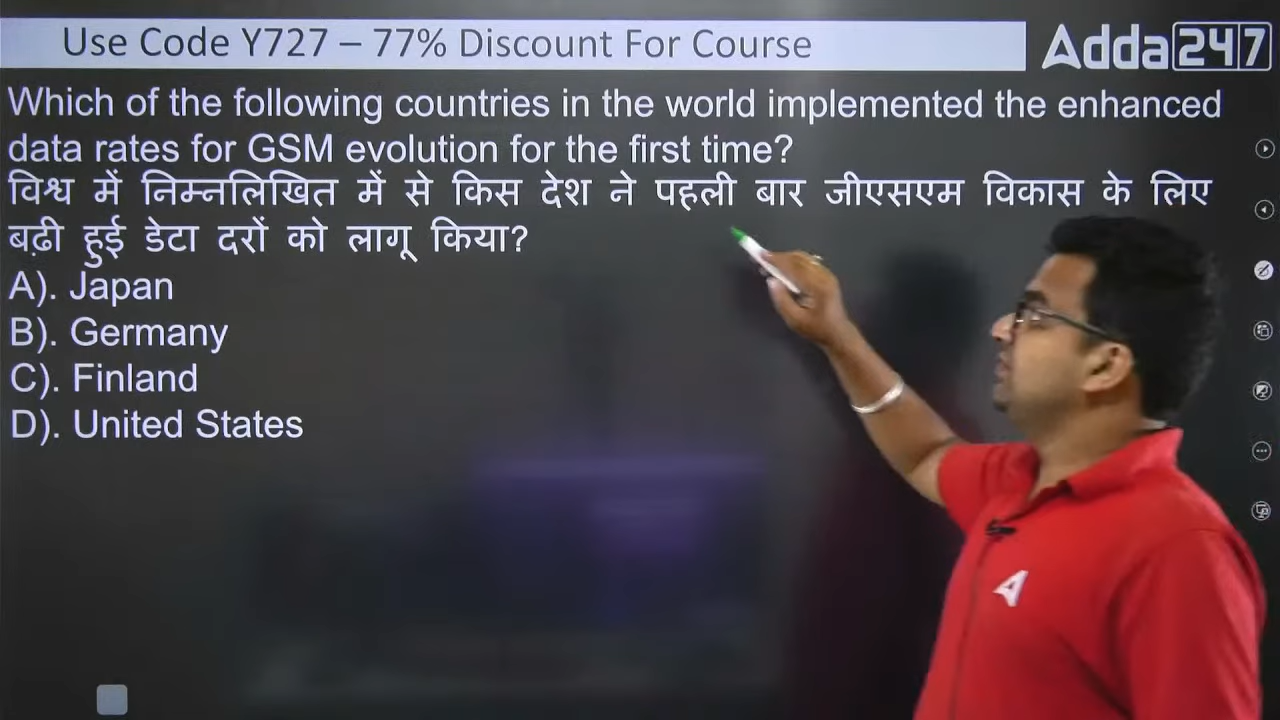 Use Code Y727 – 77% Discount For Course
Adda247
Which of the following countries in the world implemented the enhanced
data rates for GSM evolution for the first time?
विश्व में निम्नलिखित में से किस देश ने पहली बार जीएसएम विकास के लिए
बढ़ी हुई डेटा दरों को लागू किया?
A). Japan
B). Germany
C). Finland
D). United States